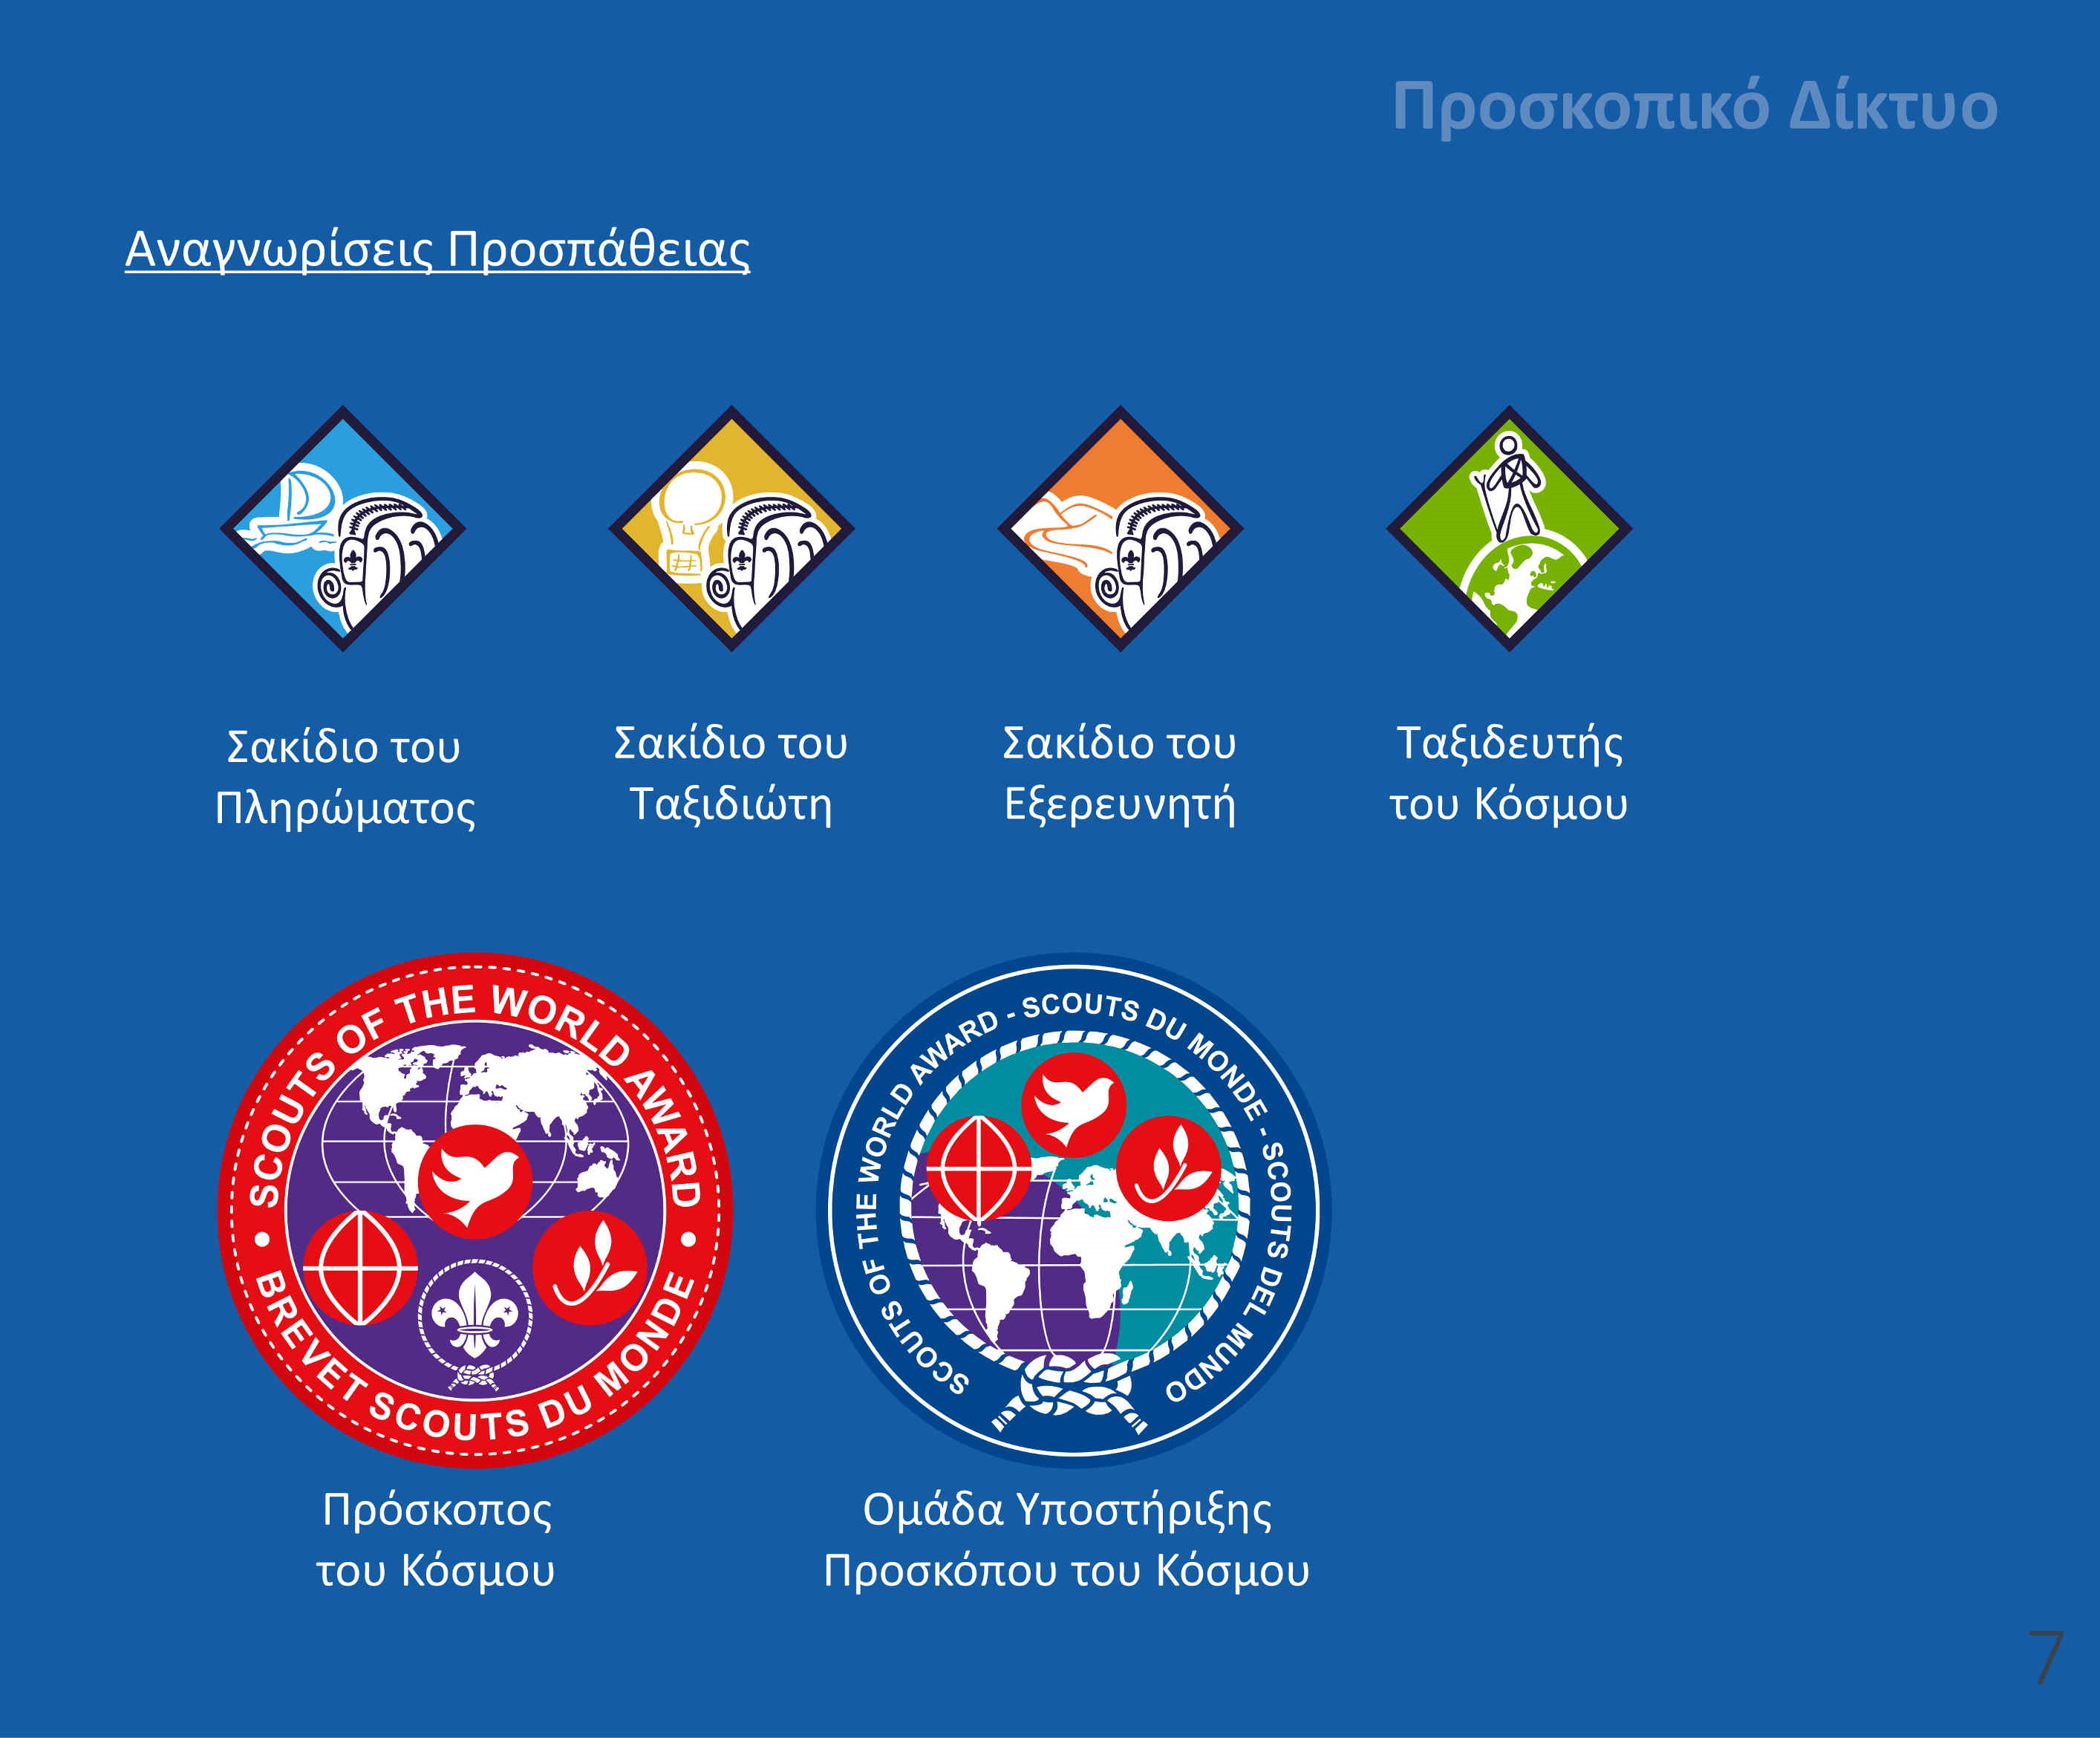 Προσκοπικό Δίκτυο
Αναγνωρίσεις Προσπάθειας
Σακίδιο του
Πληρώματος
Σακίδιο του
Ταξιδιώτη
Σακίδιο του
Εξερευνητή
Ταξιδευτής
του Κόσμου
SCOUTS OF THE WORLD AWARD
• BREVET SCOUTS DU MONDE •
SCOUTS OF THE WORLD AWARD - SCOUTS DU MONDE - SCOUTS DEL MUNDO
Πρόσκοπος
του Κόσμου
Ομάδα Υποστήριξης
Προσκόπου του Κόσμου
7